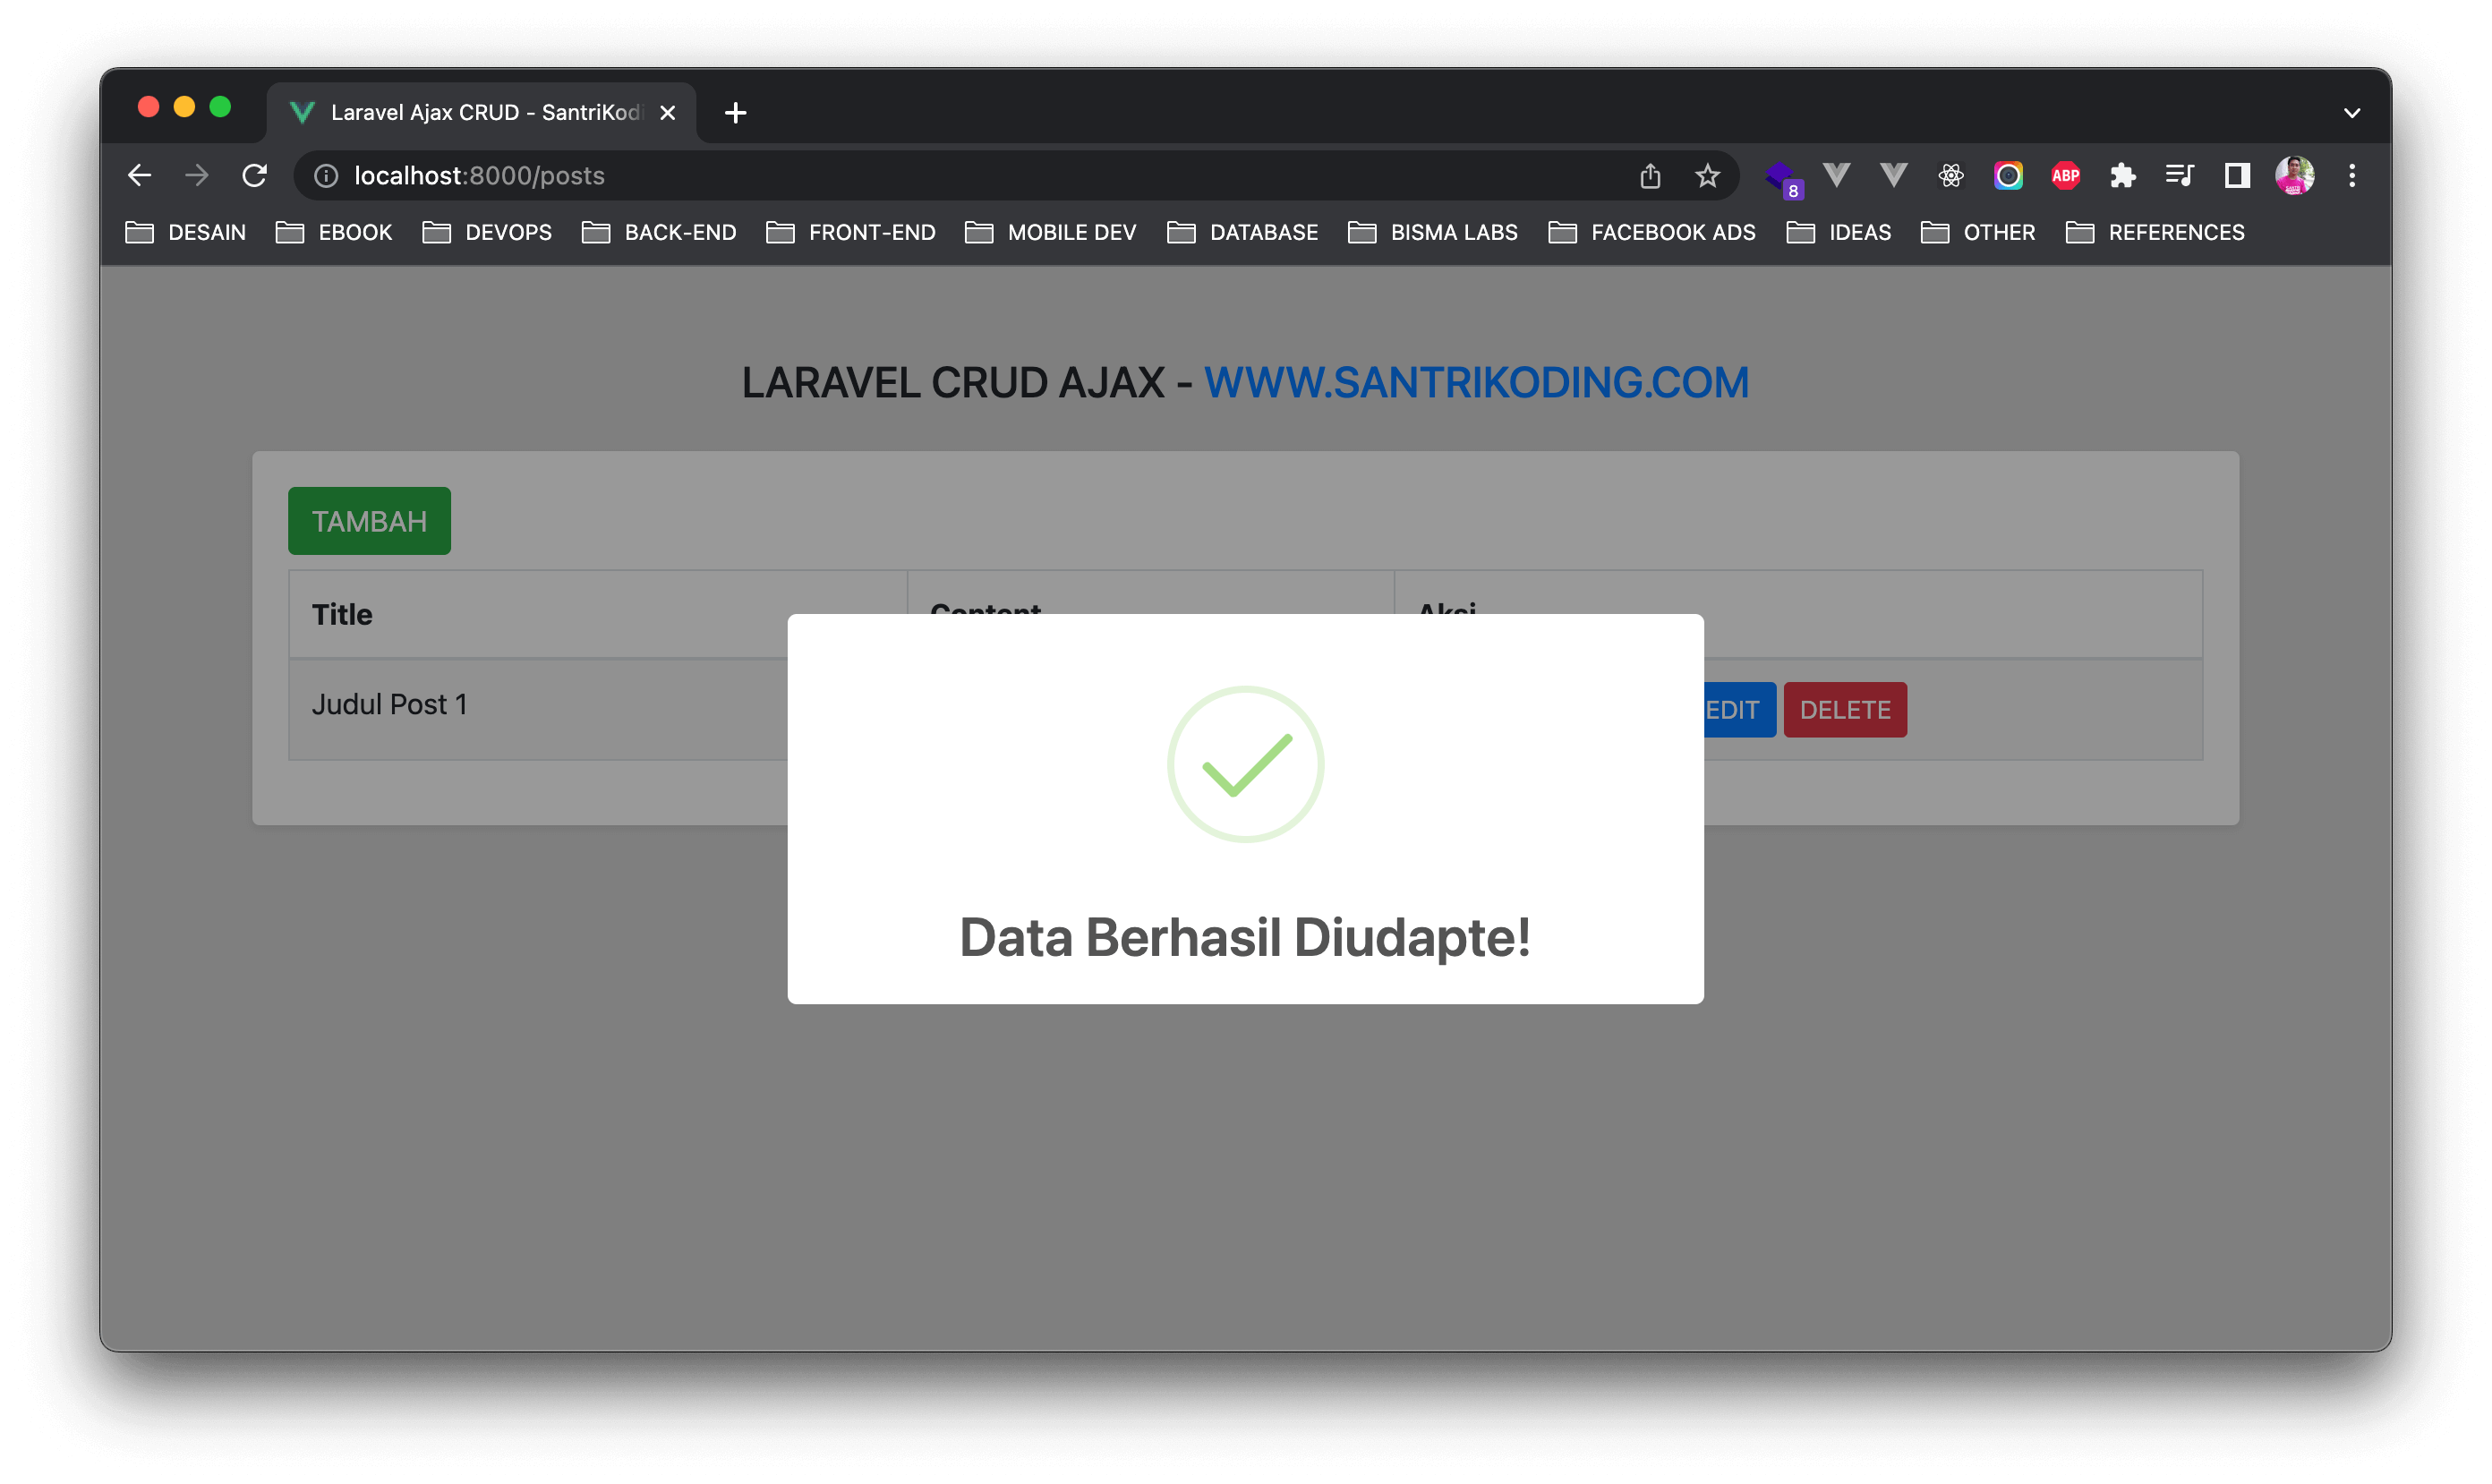 Laravel Ajax CRUD - SantriKodi
localhost:8000/posts
8
ABP
DESAIN EBOOK DEVOPS BACK-END FRONT-END MOBILE DEV DATABASE BISMA LABS FACEBOOK ADS IDEAS OTHER REFERENCES
LARAVEL CRUD AJAX - WWW.SANTRIKODING.COM
TAMBAH
Title Content Aksi
Judul Post 1 EDIT DELETE
Data Berhasil Diudapte!